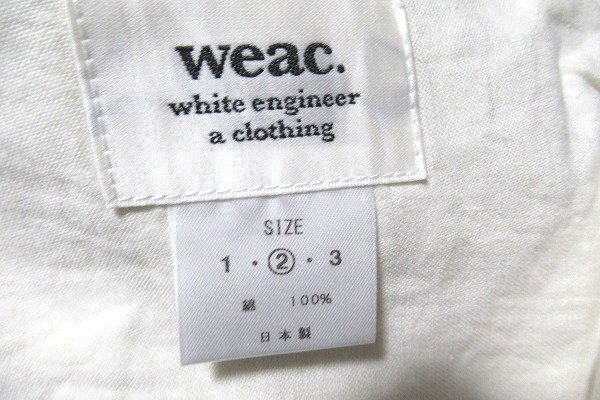 weac.
white engineer
a clothing
SIZE
1 · ② · 3
綿 100%
日本製